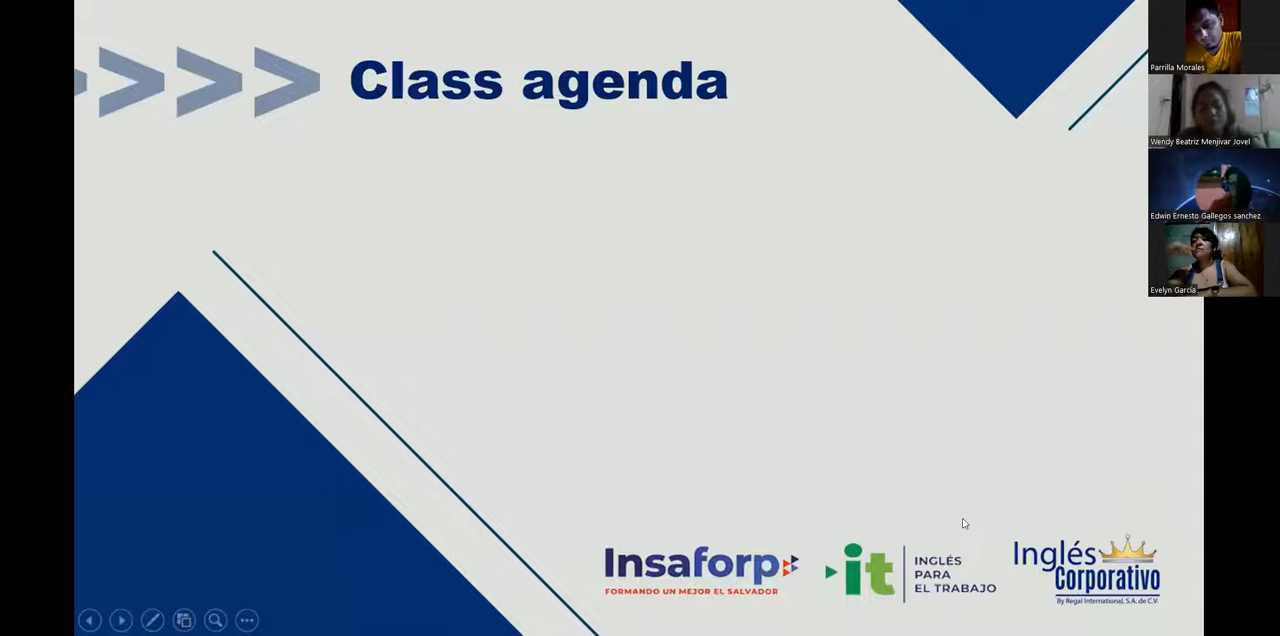 Class agenda
Parrilla Morales
Wendy Beatriz Menjivar Jovel
Edwin Ernesto Gallegos sanchez
Evelyn García
Insaforp
FORMANDO UN MEJOR EL SALVADOR
it
INGLÉS
PARA
EL TRABAJO
Inglés
Corporativo
By Regal International, S.A. de C.V.